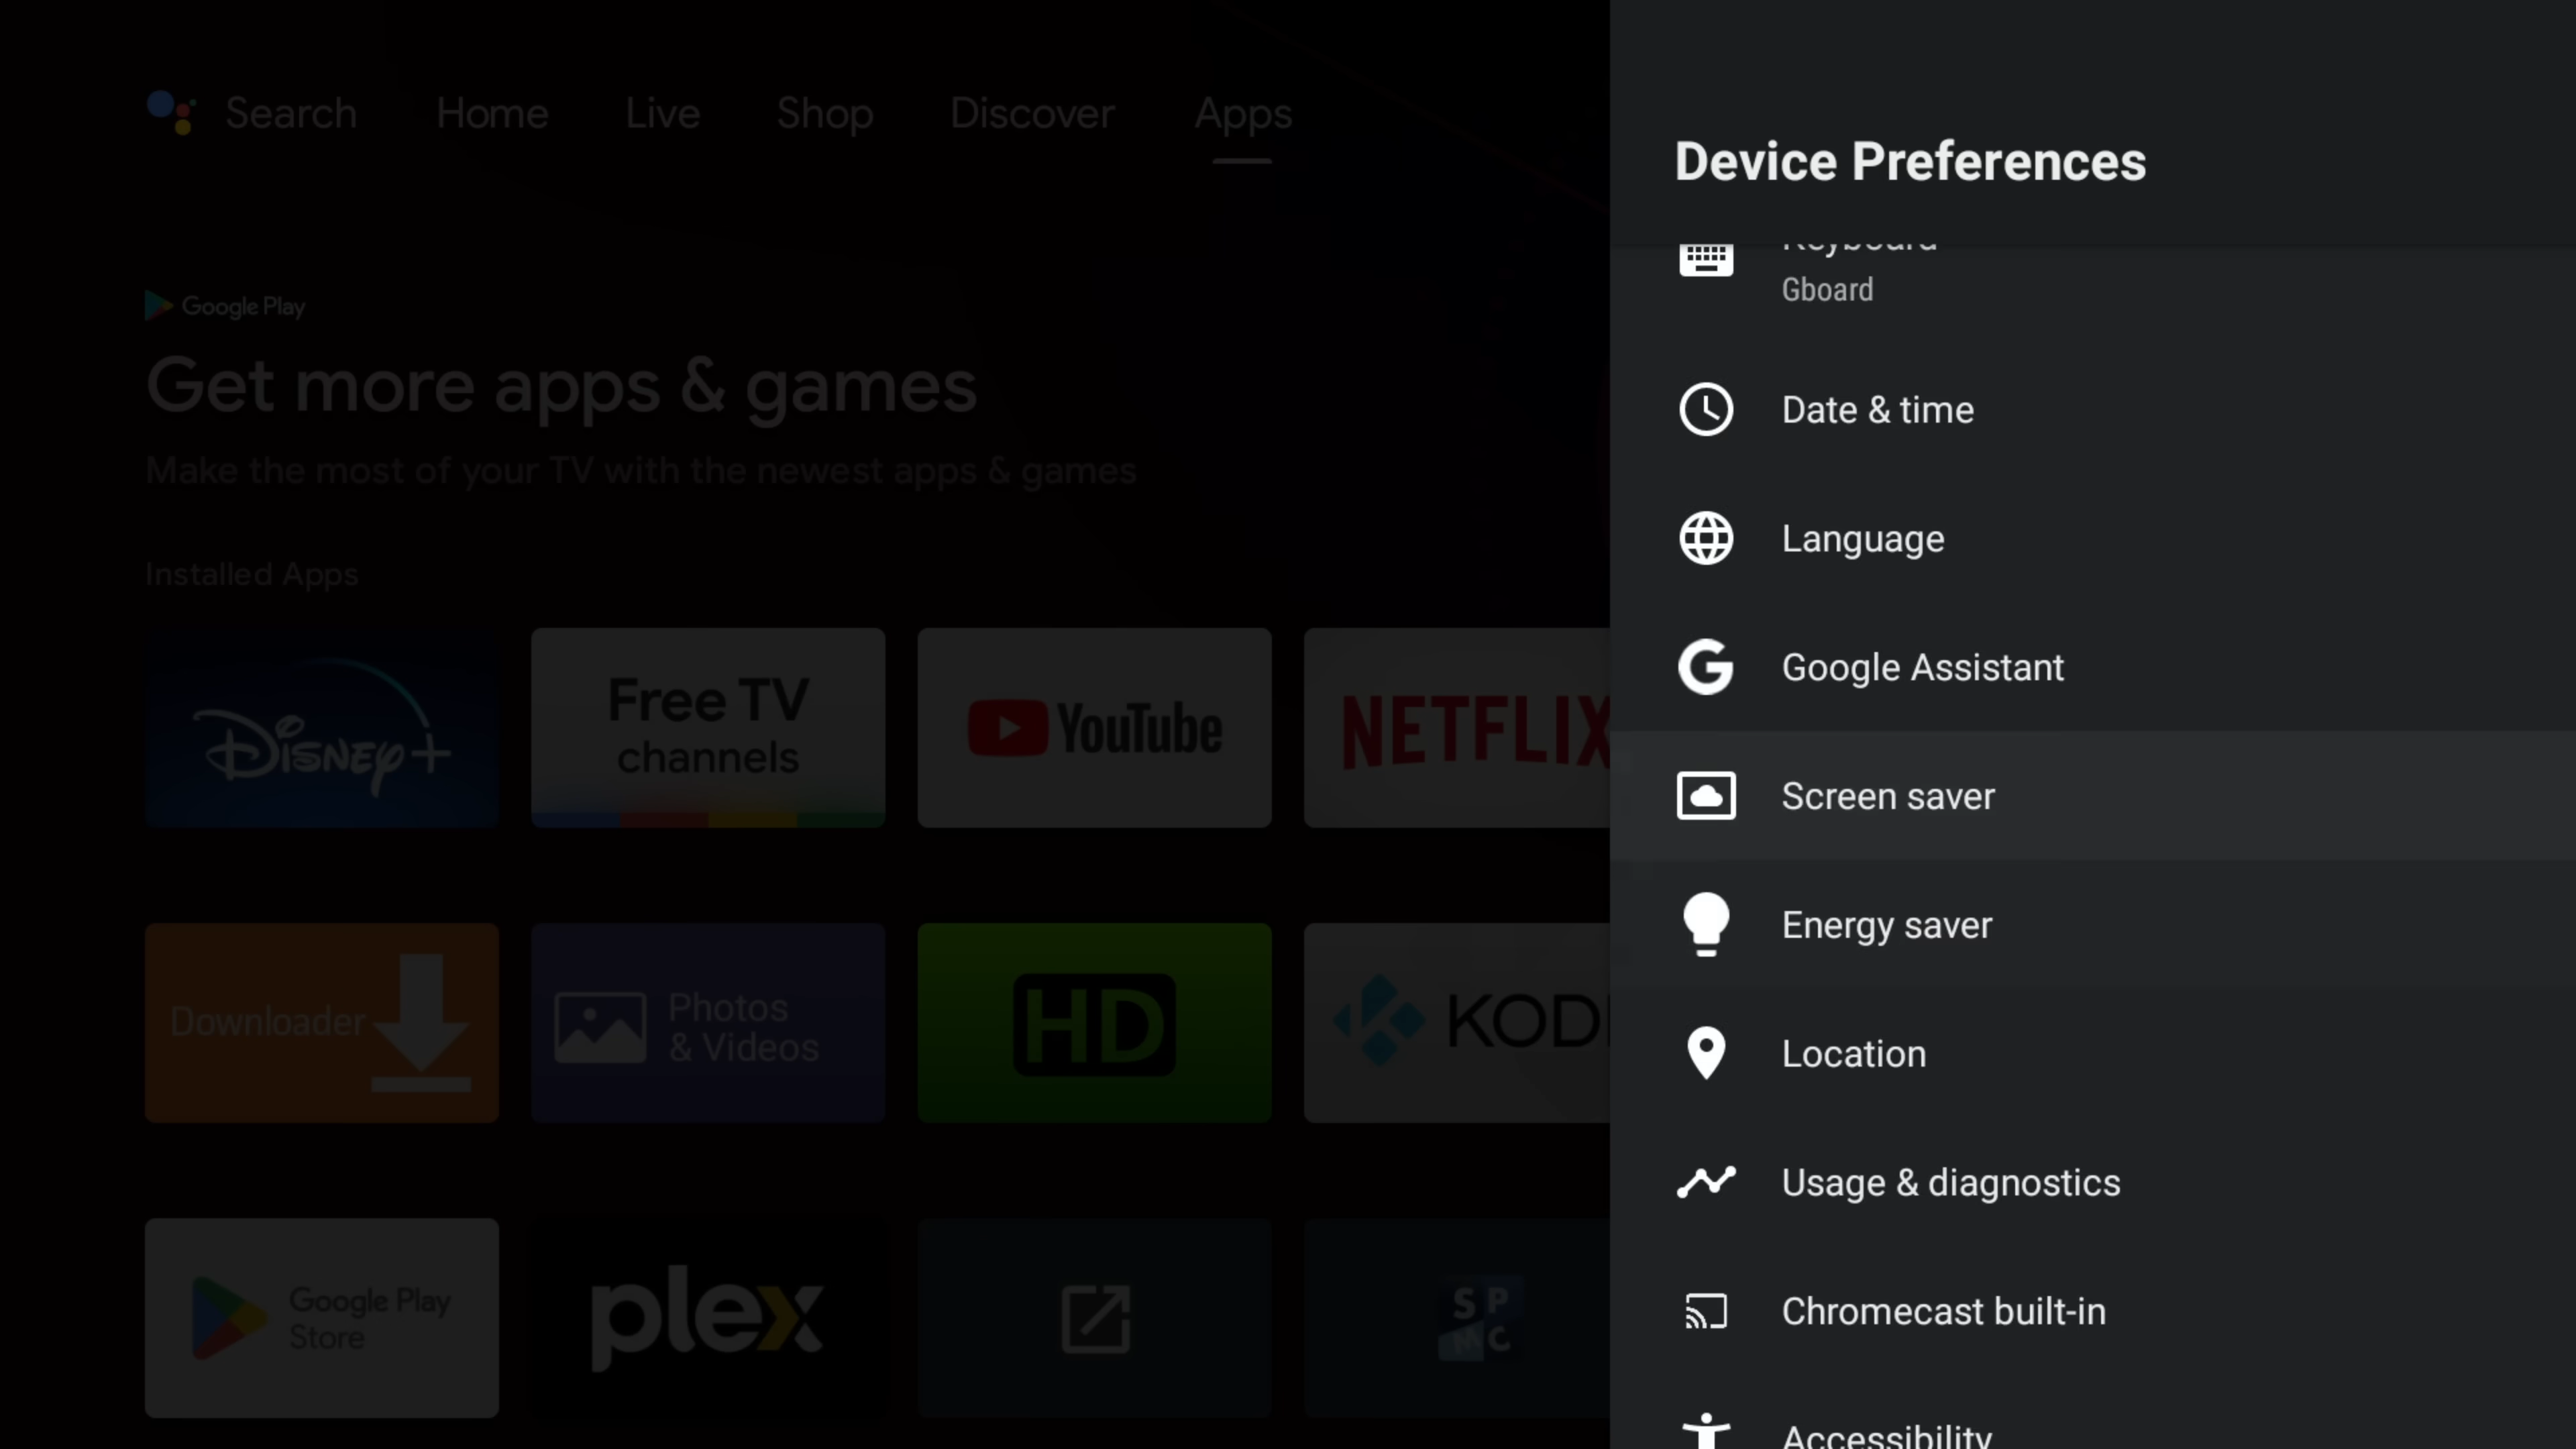 Search Home Live Shop Discover Apps
Google Play
Get more apps & games
Make the most of your TV with the newest apps & games
Installed Apps
Disney+
Free TV
channels
YouTube
NETFLIX
Downloader
Photos
& Videos
HD
KODI
Google Play
Store
plex
S P
M C
Device Preferences
Keyboard
Gboard
Date & time
Language
Google Assistant
Screen saver
Energy saver
Location
Usage & diagnostics
Chromecast built-in
Accessibility